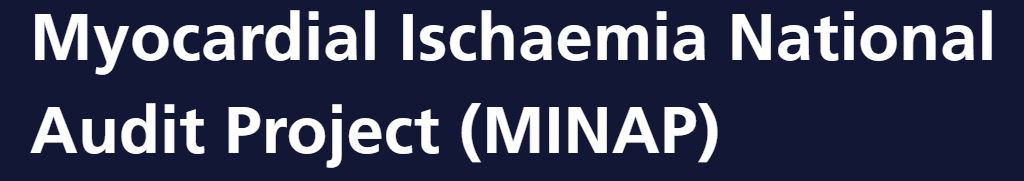 Myocardial Ischaemia National
Audit Project (MINAP)